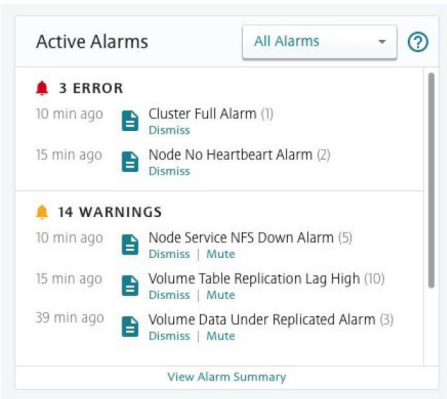 Active Alarms
All Alarms
3 ERROR
10 min ago Cluster Full Alarm (1)
Dismiss
15 min ago Node No Heartbeart Alarm (2)
Dismiss
14 WARNINGS
10 min ago Node Service NFS Down Alarm (5)
Dismiss | Mute
15 min ago Volume Table Replication Lag High (10)
Dismiss | Mute
39 min ago Volume Data Under Replicated Alarm (3)
Dismiss | Mute
View Alarm Summary